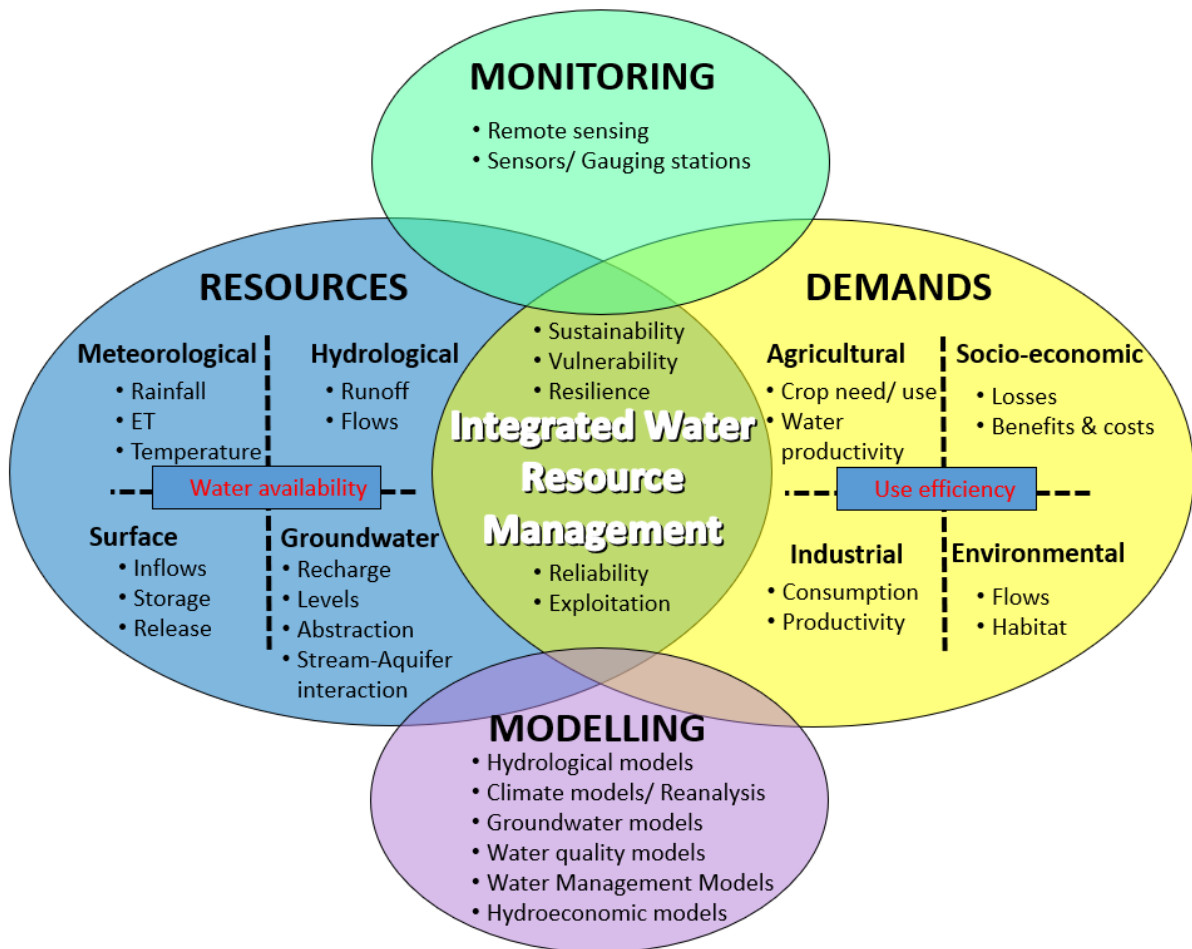 MONITORING
• Remote sensing
• Sensors/ Gauging stations
RESOURCES
Meteorological
• Rainfall
• ET
• Temperature
Hydrological
• Runoff
• Flows
Water availability
Surface
• Inflows
• Storage
• Release
Groundwater
• Recharge
• Levels
• Abstraction
• Stream-Aquifer
interaction
• Sustainability
• Vulnerability
• Resilience
Integrated Water
Resource
Management
• Reliability
• Exploitation
DEMANDS
Agricultural
• Crop need/ use
• Water
productivity
Socio-economic
• Losses
• Benefits & costs
Use efficiency
Industrial
• Consumption
• Productivity
Environmental
• Flows
• Habitat
MODELLING
• Hydrological models
• Climate models/ Reanalysis
• Groundwater models
• Water quality models
• Water Management Models
• Hydroeconomic models